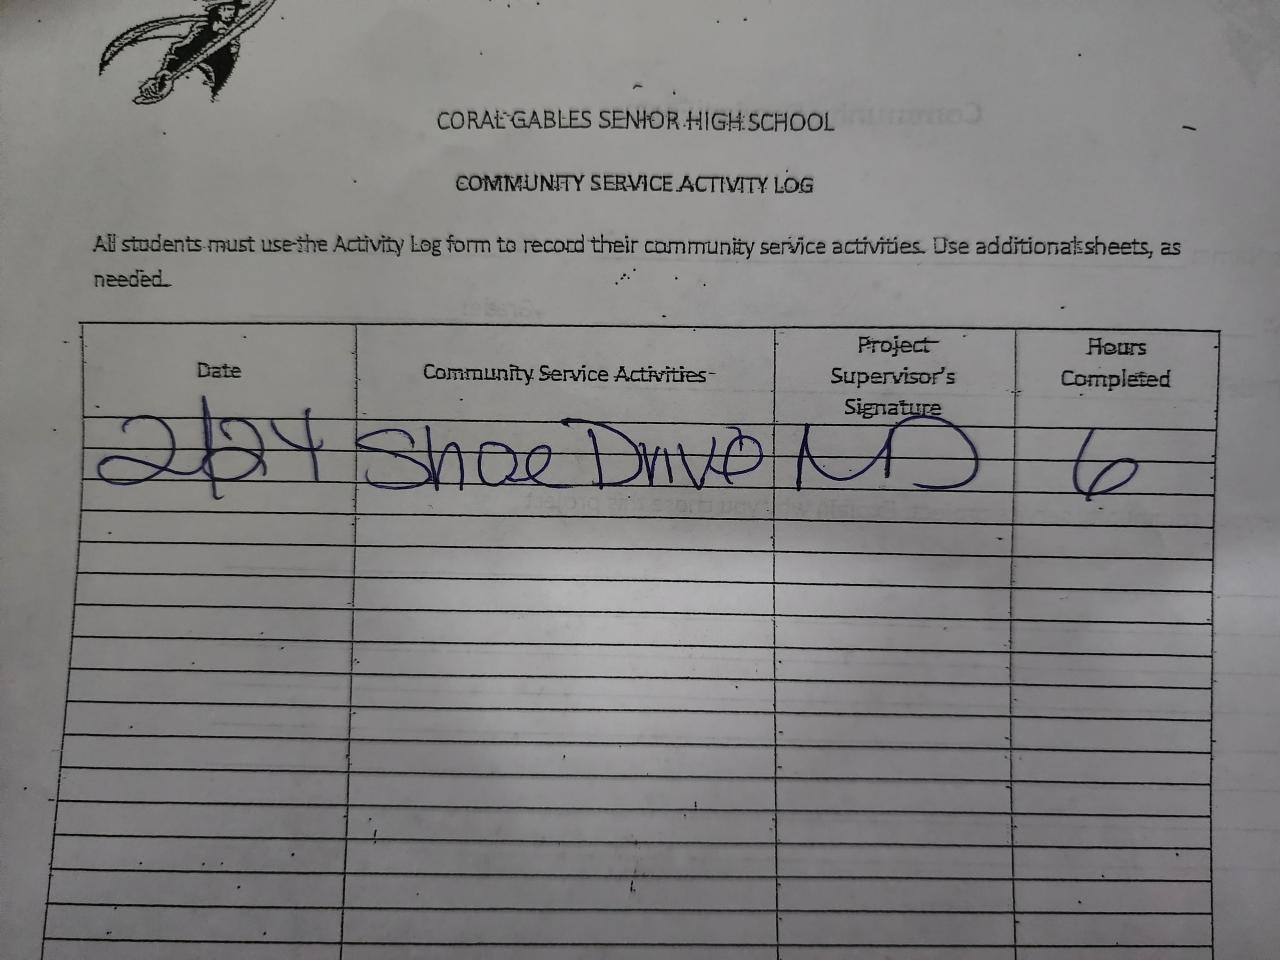 CORAL GABLES SENIOR HIGH SCHOOL
COMMUNITY SERVICE ACTIVITY LOG
All students must use the Activity Log form to record their community service activities. Use additional sheets, as
needed.
Date
Community Service Activities
Project
Supervisor's
Signature
Hours
Completed
2/24 Shoe Drive MD 6